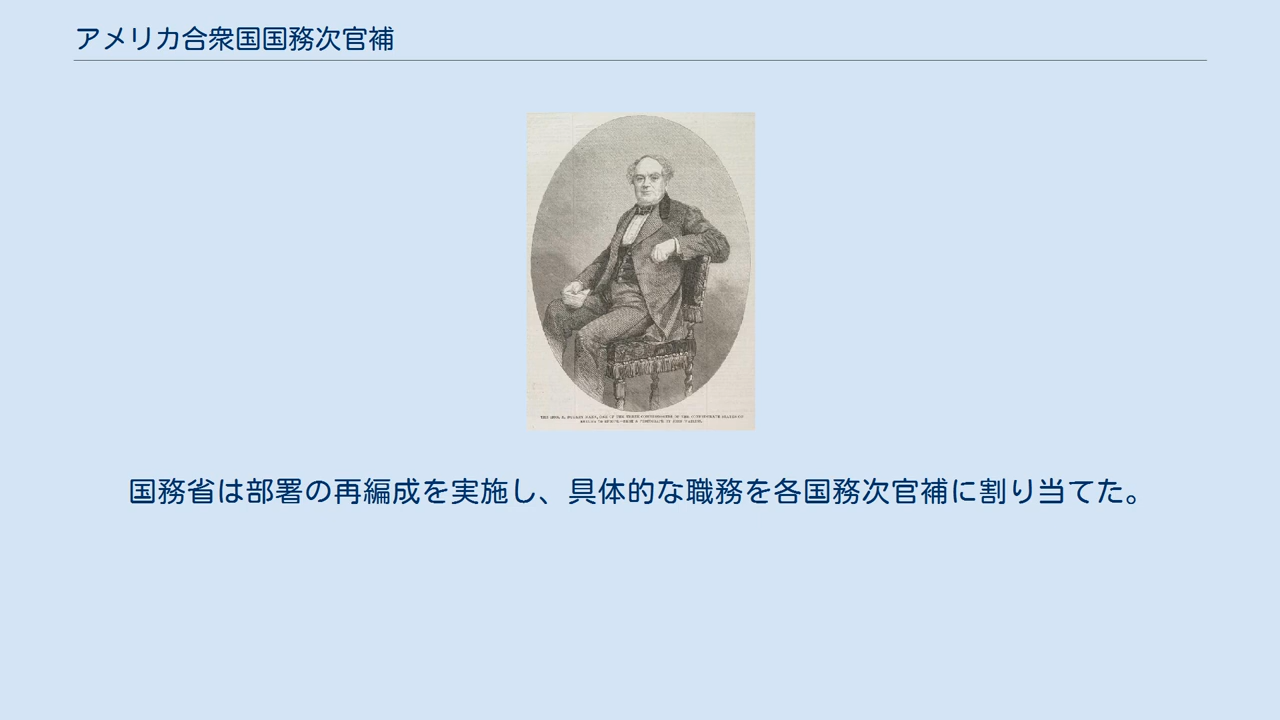 アメリカ合衆国国務次官補
国務省は部署の再編成を実施し、具体的な職務を各国務次官補に割り当てた。